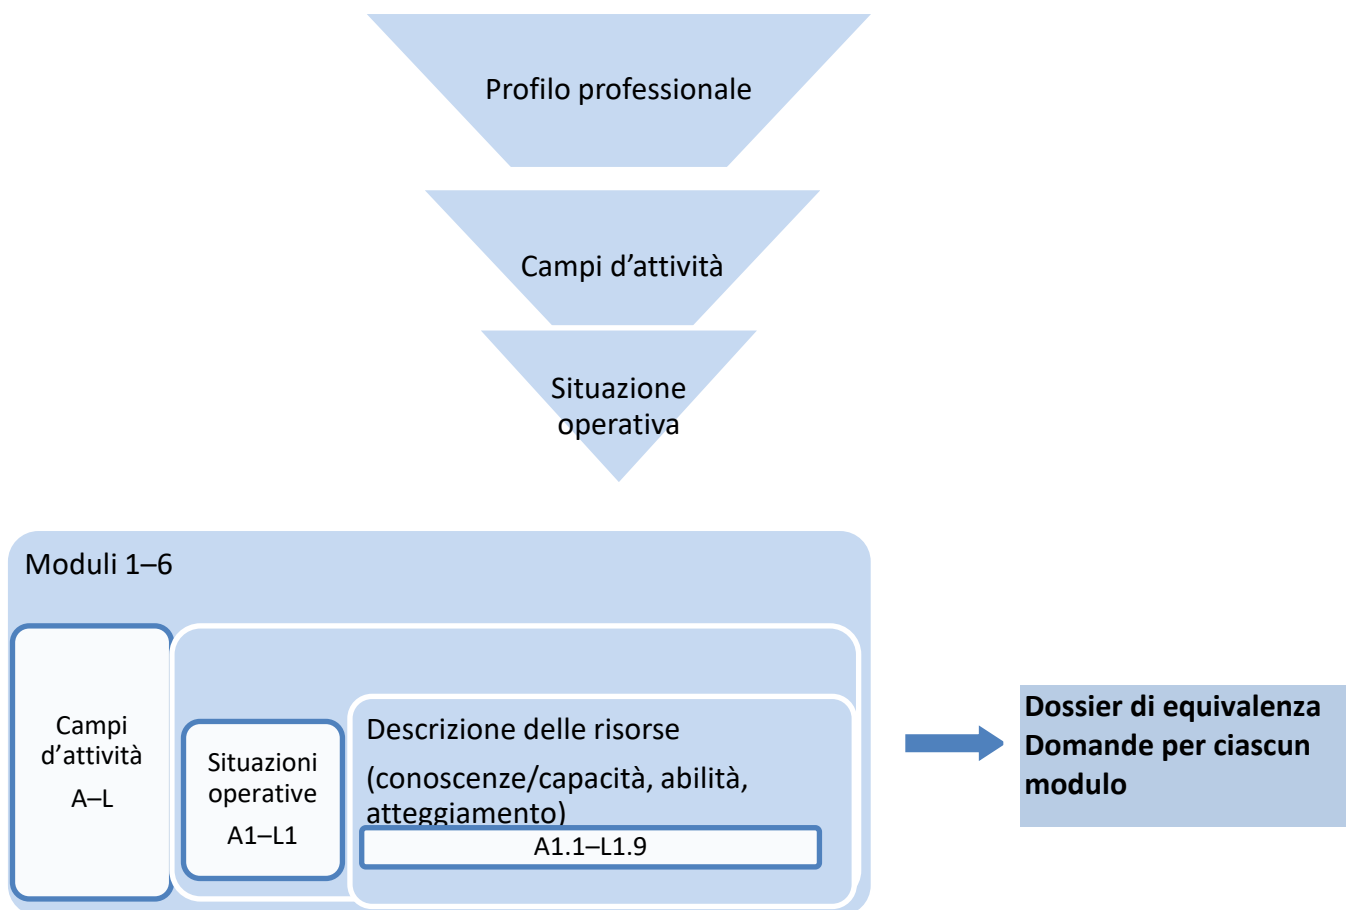 Profilo professionale
Campi d’attività
Situazione
operativa
Moduli 1–6
Campi
d’attività
A–L
Situazioni
operative
A1–L1
Descrizione delle risorse
(conoscenze/capacità, abilità,
atteggiamento)
A1.1–L1.9
Dossier di equivalenza
Domande per ciascun
modulo